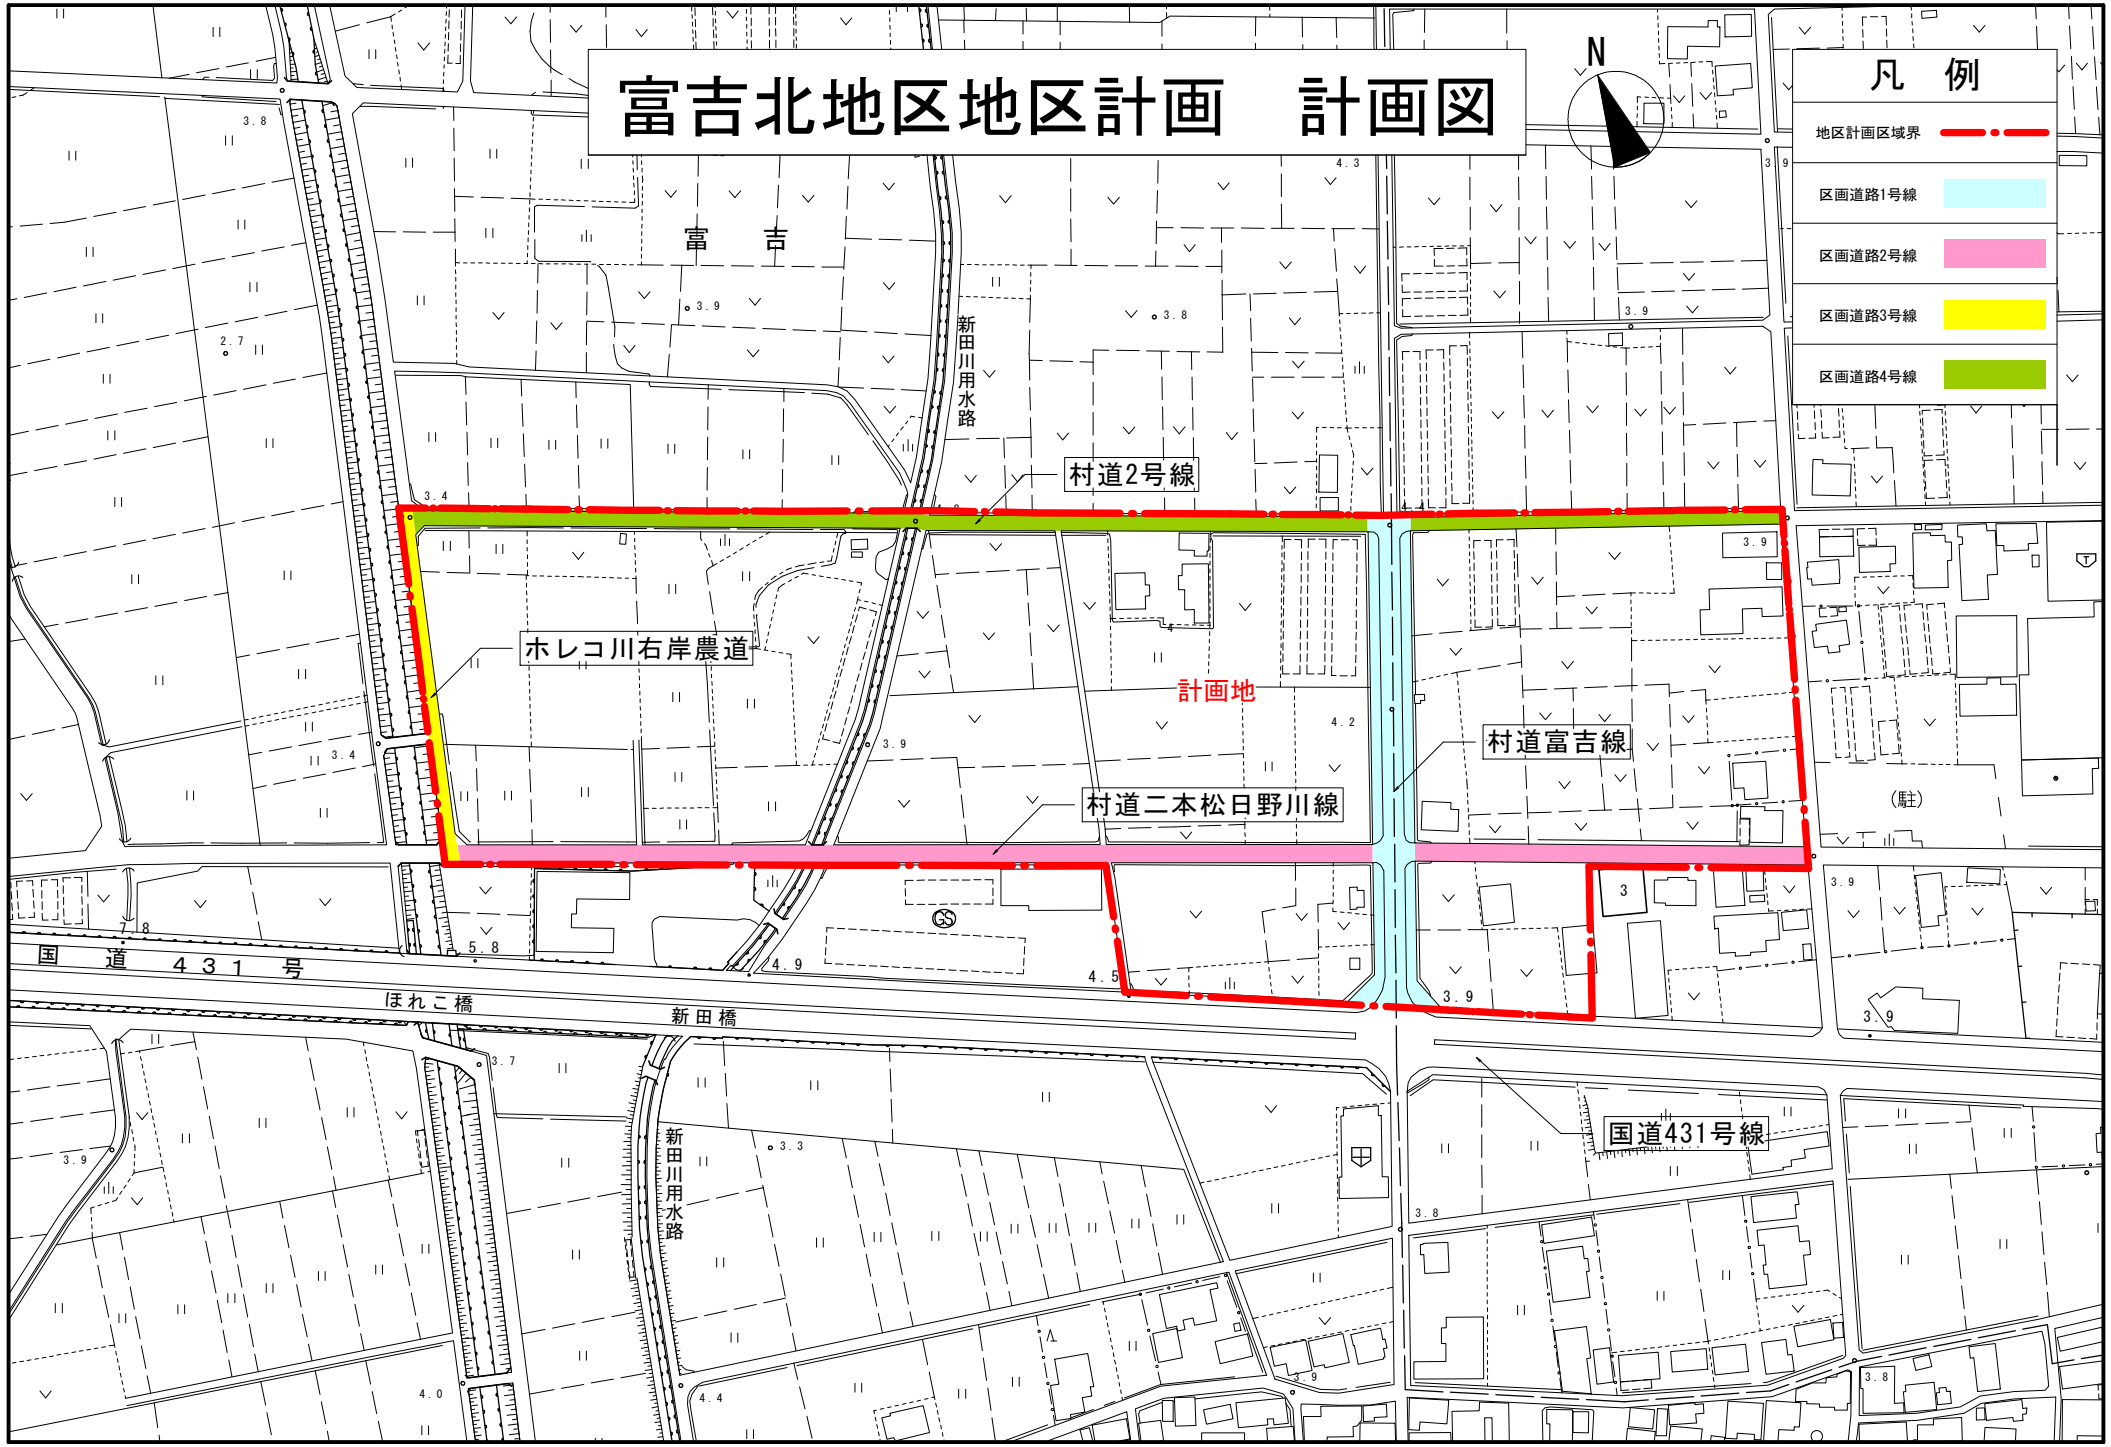 富吉北地区地区計画　計画図
N
凡　例
地区計画区域界
区画道路1号線
区画道路2号線
区画道路3号線
区画道路4号線
3.8
4.3
3.9
富　吉
3.9
3.8
3.9
2.7
新田川用水路
村道2号線
3.4
4.4
3.9
ホレコ川右岸農道
計画地
4.2
村道富吉線
3.4
3.9
村道二本松日野川線
(駐)
3
3.9
GS
7.8
5.8
4.9
4.5
3.9
国　道　431　号
ほれこ橋
新田橋
3.9
3.7
国道431号線
3.9
3.3
新田川用水路
3.8
4.0
4.4
3.9
3.8